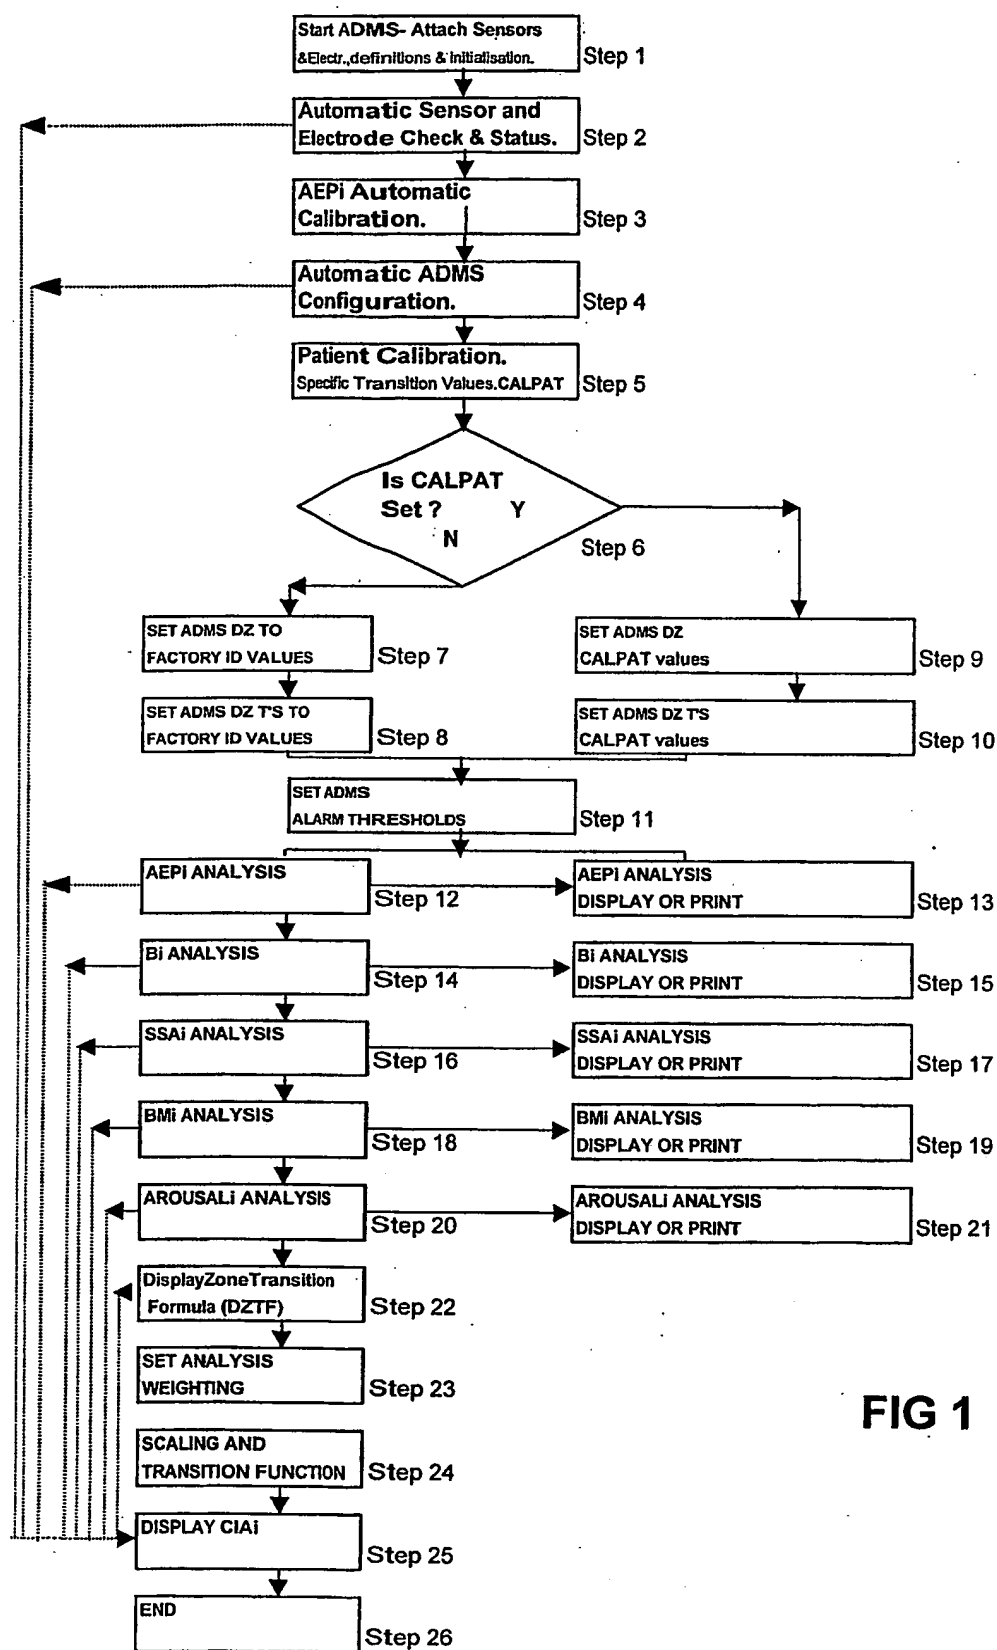 Start ADMS- Attach Sensors
&Electr.,definitions & initialisation.
Step 1
Automatic Sensor and
Electrode Check & Status.
Step 2
AEPi Automatic
Calibration.
Step 3
Automatic ADMS
Configuration.
Step 4
Patient Calibration.
Specific Transition Values.CALPAT
Step 5
Is CALPAT
Set ? Y
N
Step 6
SET ADMS DZ TO
FACTORY ID VALUES
Step 7
SET ADMS DZ
CALPAT values
Step 9
SET ADMS DZ T'S TO
FACTORY ID VALUES
Step 8
SET ADMS DZ T'S
CALPAT values
Step 10
SET ADMS
ALARM THRESHOLDS
Step 11
AEPi ANALYSIS
Step 12
AEPi ANALYSIS
DISPLAY OR PRINT
Step 13
Bi ANALYSIS
Step 14
Bi ANALYSIS
DISPLAY OR PRINT
Step 15
SSAi ANALYSIS
Step 16
SSAi ANALYSIS
DISPLAY OR PRINT
Step 17
BMi ANALYSIS
Step 18
BMi ANALYSIS
DISPLAY OR PRINT
Step 19
AROUSALi ANALYSIS
Step 20
AROUSALi ANALYSIS
DISPLAY OR PRINT
Step 21
DisplayZoneTransition
Formula (DZTF)
Step 22
SET ANALYSIS
WEIGHTING
Step 23
FIG 1
SCALING AND
TRANSITION FUNCTION
Step 24
DISPLAY CIAi
Step 25
END
Step 26